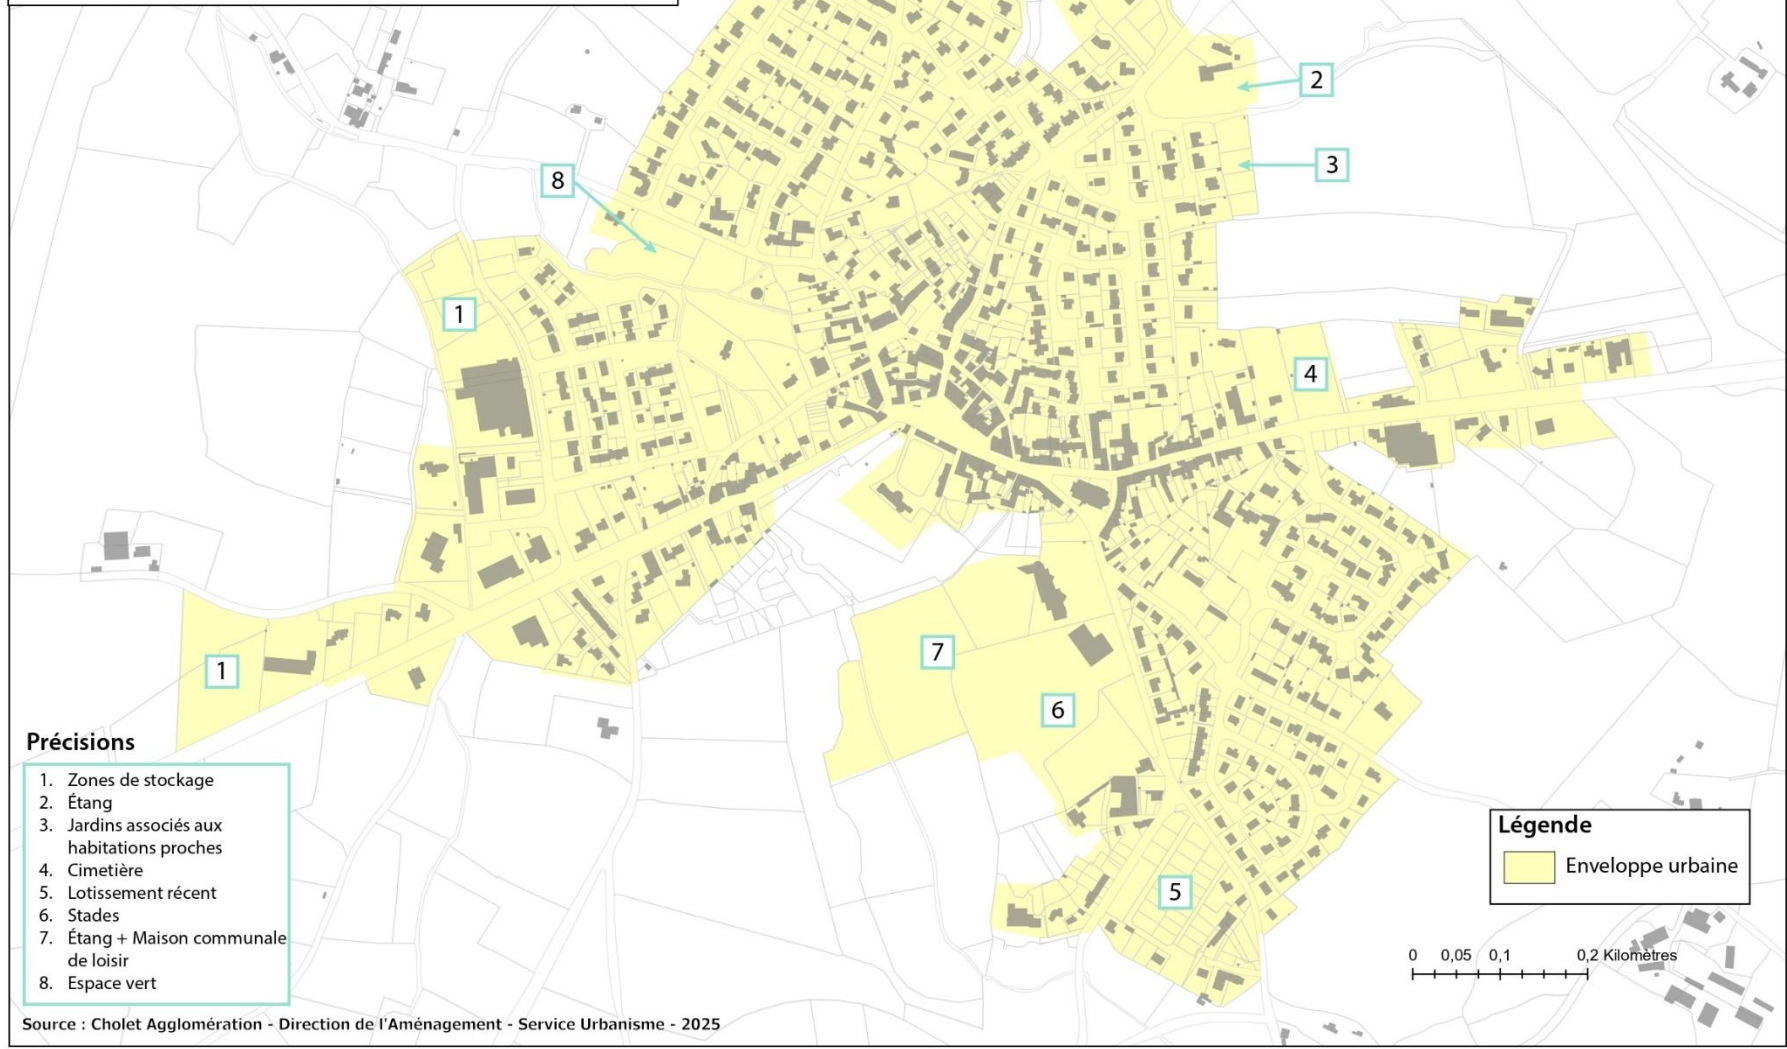 2
3
8
1
4
7
1
6
5
Précisions
1. Zones de stockage
2. Étang
3. Jardins associés aux
habitations proches
4. Cimetière
5. Lotissement récent
6. Stades
7. Étang + Maison communale
de loisir
8. Espace vert
Légende
Enveloppe urbaine
0 0,05 0,1 0,2 Kilomètres
Source : Cholet Agglomération - Direction de l'Aménagement - Service Urbanisme - 2025